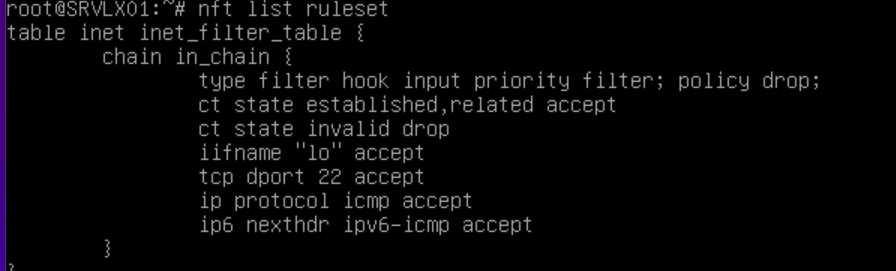 root@SRVLX01:~# nft list ruleset
table inet inet_filter_table {
        chain in_chain {
                type filter hook input priority filter; policy drop;
                ct state established,related accept
                ct state invalid drop
                iifname "lo" accept
                tcp dport 22 accept
                ip protocol icmp accept
                ip6 nexthdr ipv6-icmp accept
        }
}